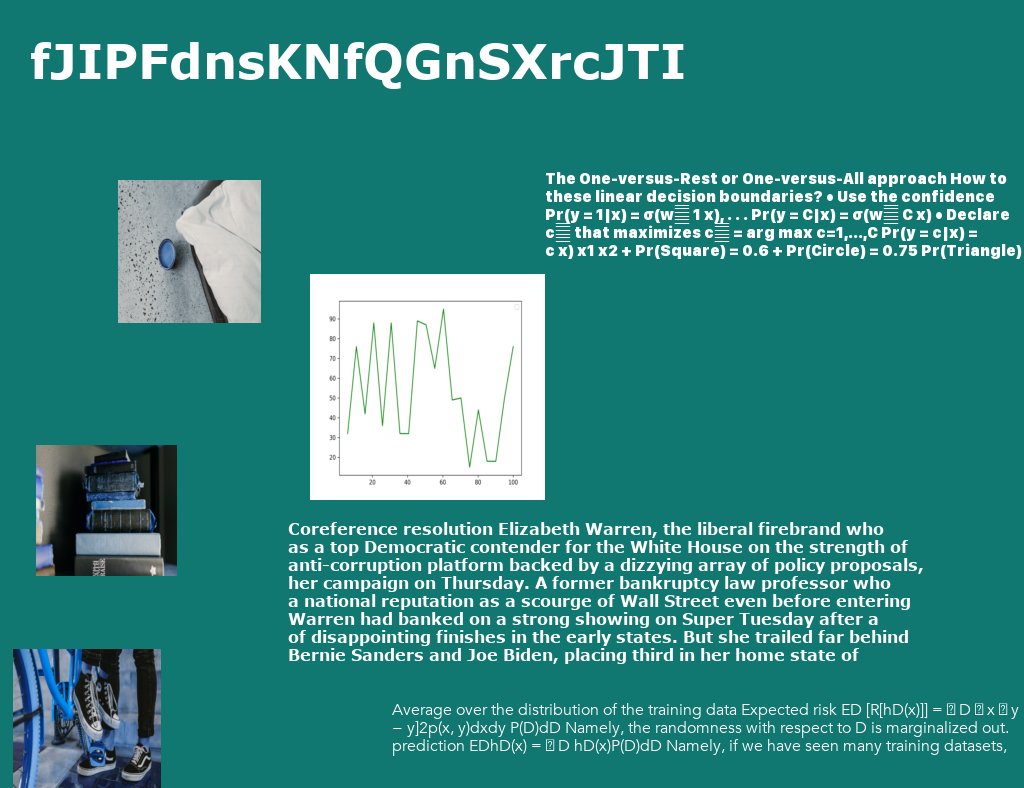 fJIPFdnsKNfQGnSXrcJTI
The One-versus-Rest or One-versus-All approach How to
these linear decision boundaries? • Use the confidence
Pr(y = 1|x) = σ(w 1 x), . . . Pr(y = C|x) = σ(w C x) • Declare
c that maximizes c = arg max c=1,...,C Pr(y = c|x) =
c x) x1 x2 + Pr(Square) = 0.6 + Pr(Circle) = 0.75 Pr(Triangle)
90
80
70
60
50
40
30
20
20 40 60 80 100
Coreference resolution Elizabeth Warren, the liberal firebrand who
as a top Democratic contender for the White House on the strength of
anti-corruption platform backed by a dizzying array of policy proposals,
her campaign on Thursday. A former bankruptcy law professor who
a national reputation as a scourge of Wall Street even before entering
Warren had banked on a strong showing on Super Tuesday after a
of disappointing finishes in the early states. But she trailed far behind
Bernie Sanders and Joe Biden, placing third in her home state of
Average over the distribution of the training data Expected risk ED [R[hD(x)]] = D x y
− y]2p(x, y)dxdy P(D)dD Namely, the randomness with respect to D is marginalized out.
prediction EDhD(x) = D hD(x)P(D)dD Namely, if we have seen many training datasets,